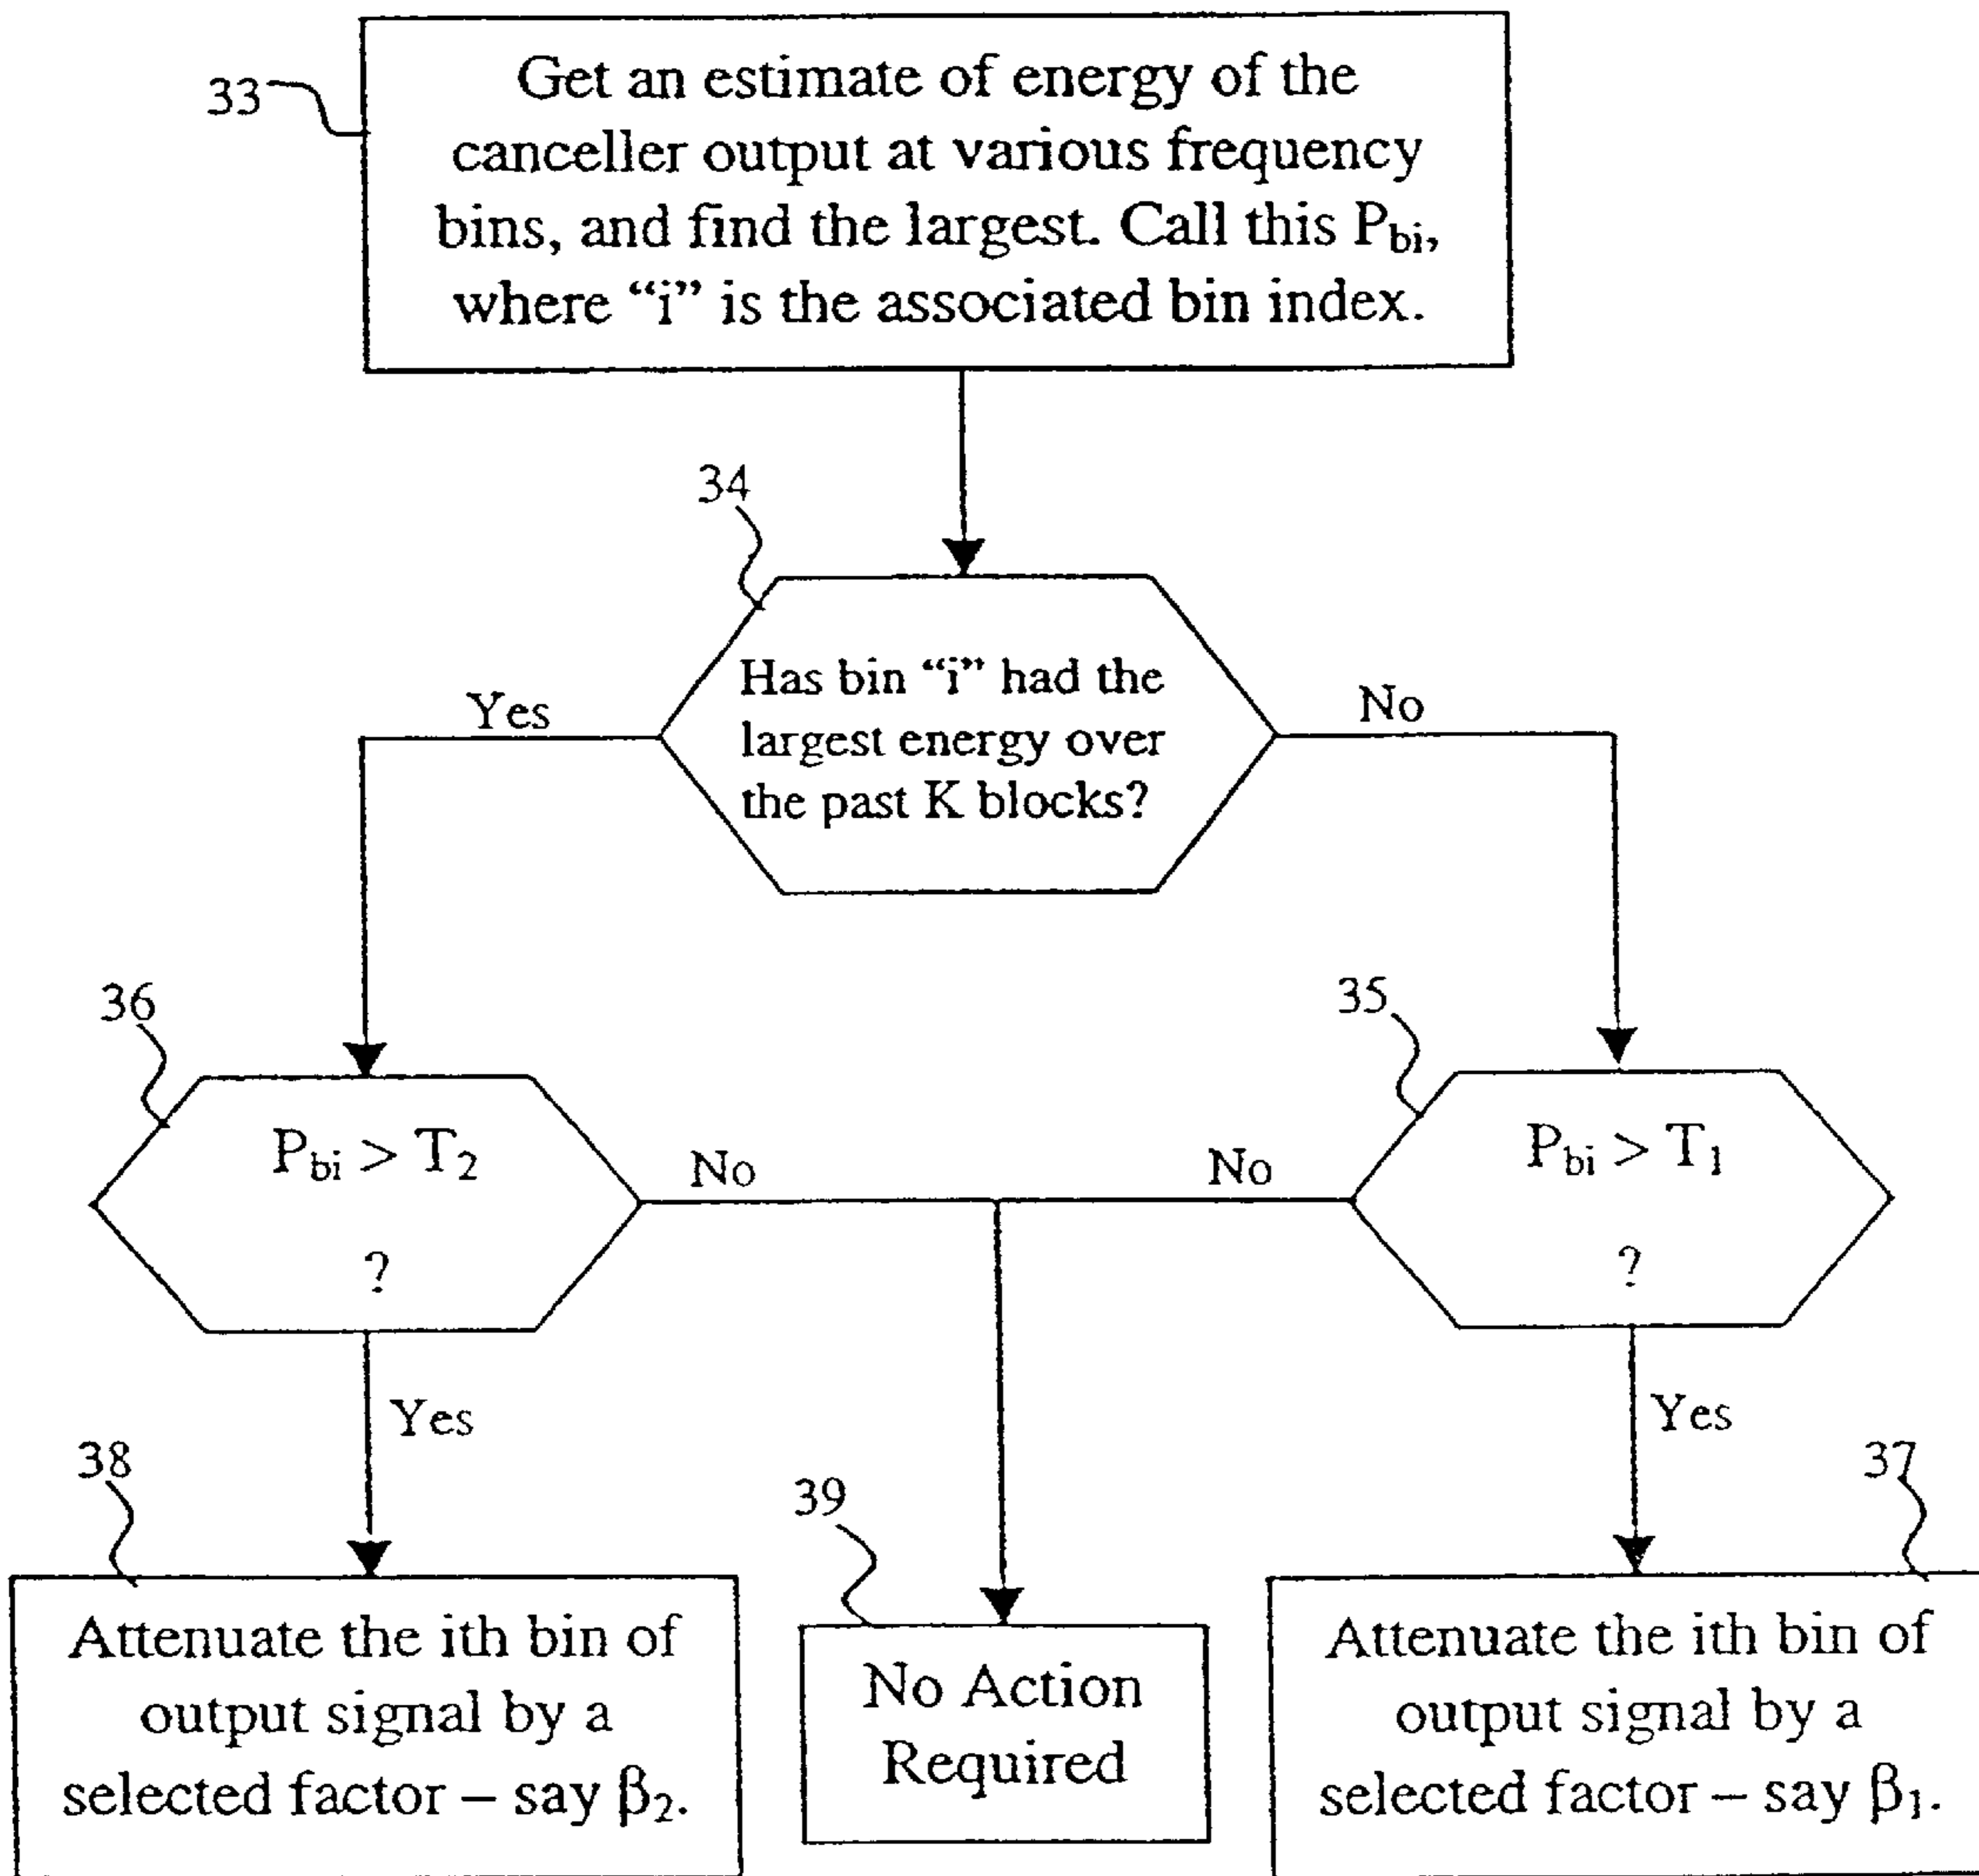 33
Get an estimate of energy of the
canceller output at various frequency
bins, and find the largest. Call this P_bi,
where “i” is the associated bin index.
34
Has bin “i” had the
largest energy over
the past K blocks?
Yes
No
36
P_bi > T₂
?
No
35
P_bi > T₁
?
No
Yes
Yes
38
Attenuate the ith bin of
output signal by a
selected factor – say β₂.
39
No Action
Required
37
Attenuate the ith bin of
output signal by a
selected factor – say β₁.